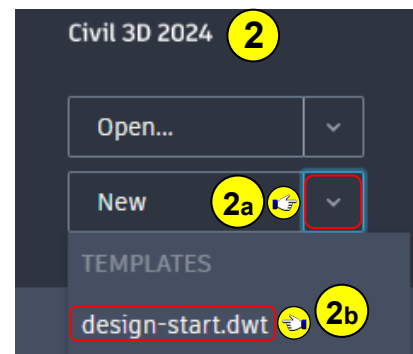 Civil 3D 2024 2
Open...
New 2a
TEMPLATES
design-start.dwt 2b